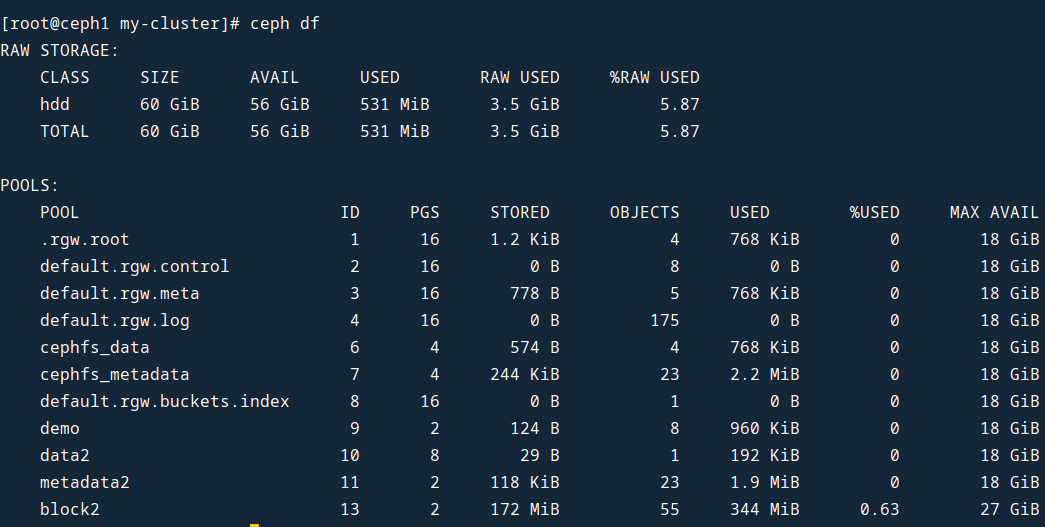 [root@ceph1 my-cluster]# ceph df
RAW STORAGE:
    CLASS     SIZE       AVAIL      USED        RAW USED     %RAW USED
    hdd       60 GiB     56 GiB     531 MiB      3.5 GiB          5.87
    TOTAL     60 GiB     56 GiB     531 MiB      3.5 GiB          5.87

POOLS:
    POOL                          ID     PGS     STORED      OBJECTS     USED        %USED     MAX AVAIL
    .rgw.root                      1      16     1.2 KiB           4     768 KiB         0        18 GiB
    default.rgw.control            2      16         0 B           8         0 B         0        18 GiB
    default.rgw.meta               3      16       778 B           5     768 KiB         0        18 GiB
    default.rgw.log                4      16         0 B         175         0 B         0        18 GiB
    cephfs_data                    6       4       574 B           4     768 KiB         0        18 GiB
    cephfs_metadata                7       4     244 KiB          23     2.2 MiB         0        18 GiB
    default.rgw.buckets.index      8      16         0 B           1         0 B         0        18 GiB
    demo                           9       2       124 B           8     960 KiB         0        18 GiB
    data2                         10       8        29 B           1     192 KiB         0        18 GiB
    metadata2                     11       2     118 KiB          23     1.9 MiB         0        18 GiB
    block2                        13       2     172 MiB          55     344 MiB      0.63        27 GiB